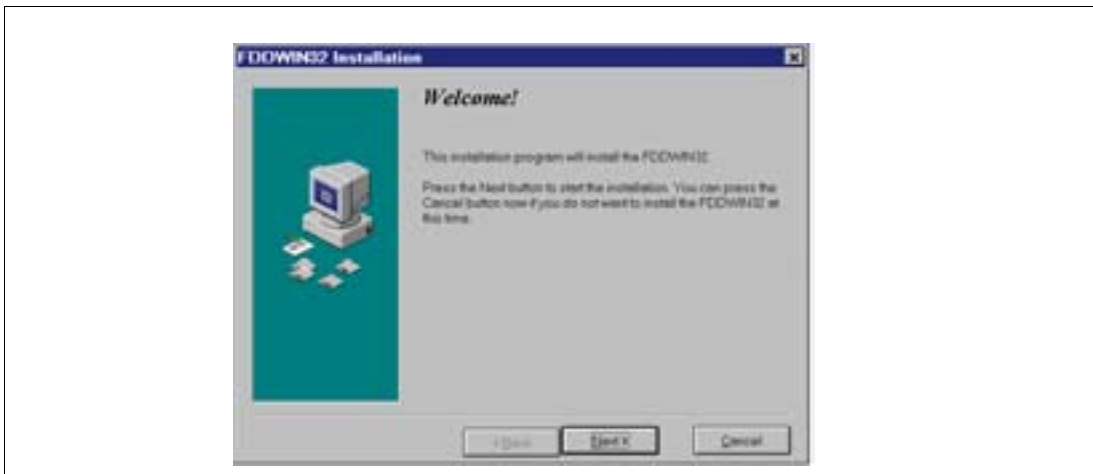 FDDWIN32 Installation
Welcome!
This installation program will install the FDDWIN32.
Press the Next button to start the installation. You can press the
Cancel button now if you do not want to install the FDDWIN32 at
this time.
< Back
Next >
Cancel